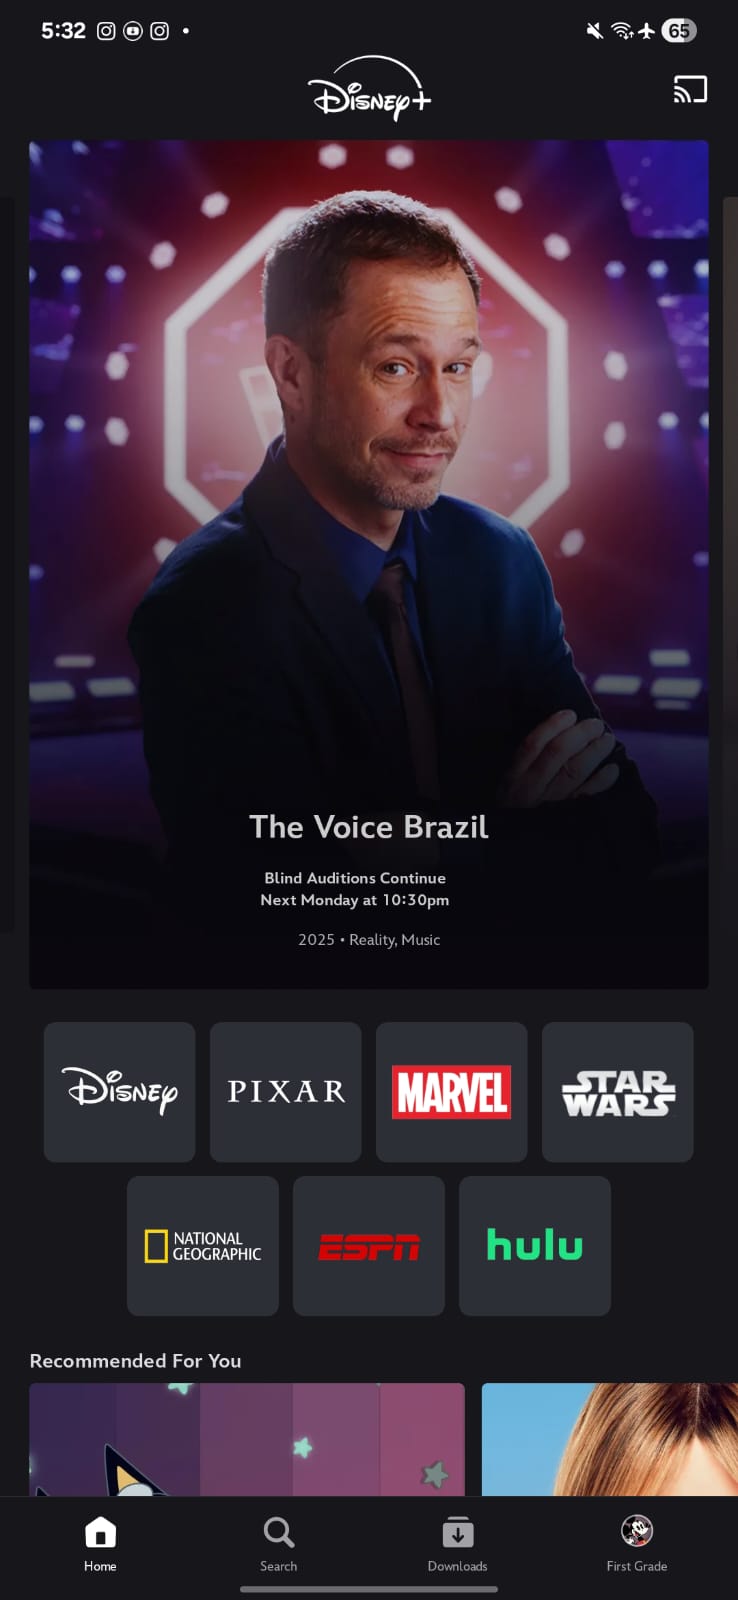 5:32
65
Disney+
The Voice Brazil
Blind Auditions Continue
Next Monday at 10:30pm
2025 • Reality, Music
Disney
PIXAR
MARVEL
STAR
WARS
NATIONAL
GEOGRAPHIC
ESPN
hulu
Recommended For You
Home
Search
Downloads
First Grade